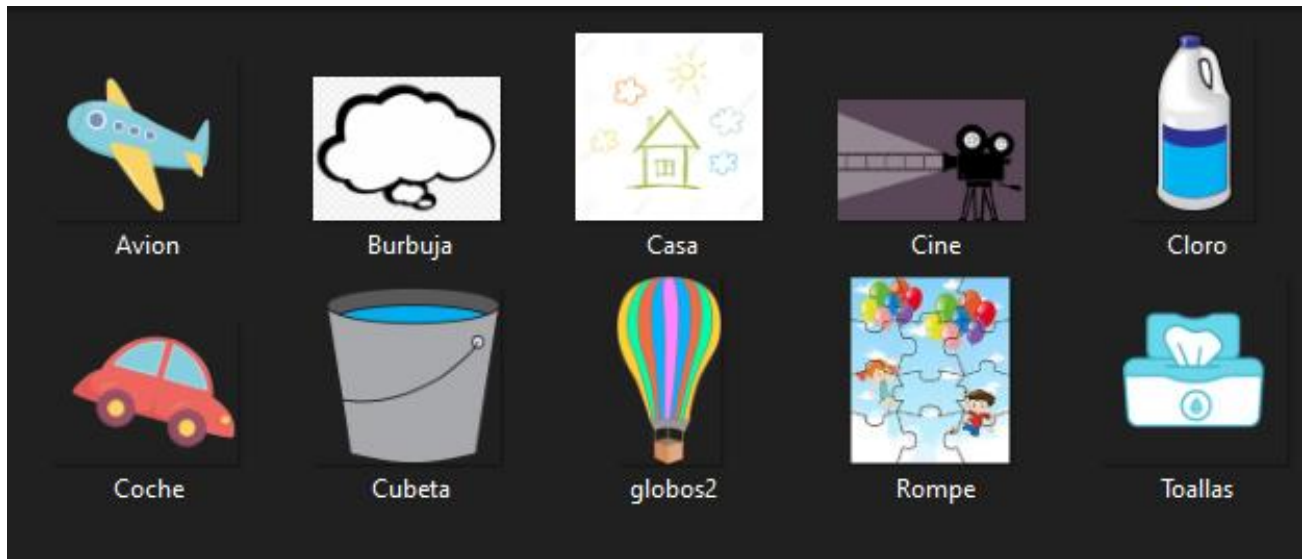 Avion
Burbuja
Casa
Cine
Cloro
Coche
Cubeta
globos2
Rompe
Toallas